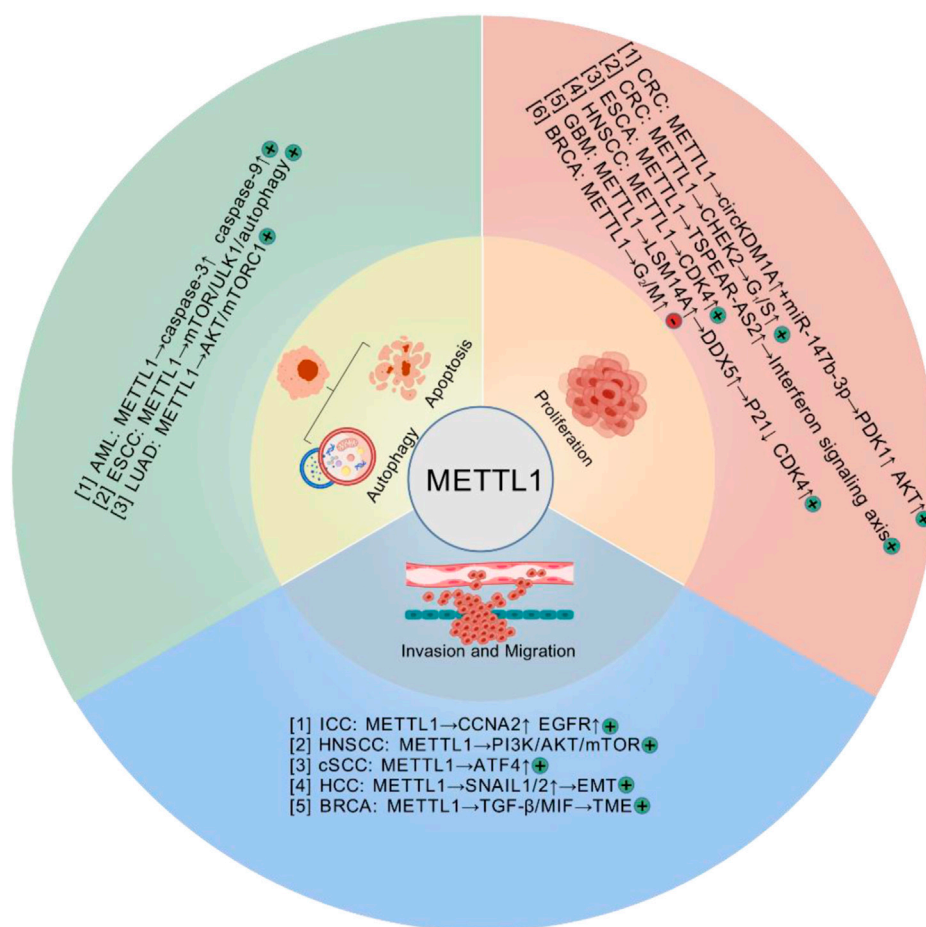 [1] AML: METTL1→caspase-3↑ caspase-9↑⊕
[2] ESCC: METTL1→mTOR/ULK1/autophagy⊕
[3] LUAD: METTL1→AKT/mTORC1⊕
[1] CRC: METTL1→circKDM1A↑+miR-147b-3p→PDK1↑ AKT↑⊕
[2] CRC: METTL1→CHEK2→G₁/S↑⊕
[3] ESCA: METTL1→TSPEAR-AS2↑→Interferon signaling axis⊕
[4] HNSCC: METTL1→CDK4↑⊕
[5] GBM: METTL1→LSM14A↑→DDX5↑→P21↓ CDK4↑⊕
[6] BRCA: METTL1→G₂/M↑⊖
Apoptosis
Autophagy
Proliferation
METTL1
Invasion and Migration
[1] ICC: METTL1→CCNA2↑ EGFR↑⊕
[2] HNSCC: METTL1→PI3K/AKT/mTOR⊕
[3] cSCC: METTL1→ATF4↑⊕
[4] HCC: METTL1→SNAIL1/2↑→EMT⊕
[5] BRCA: METTL1→TGF-β/MIF→TME⊕